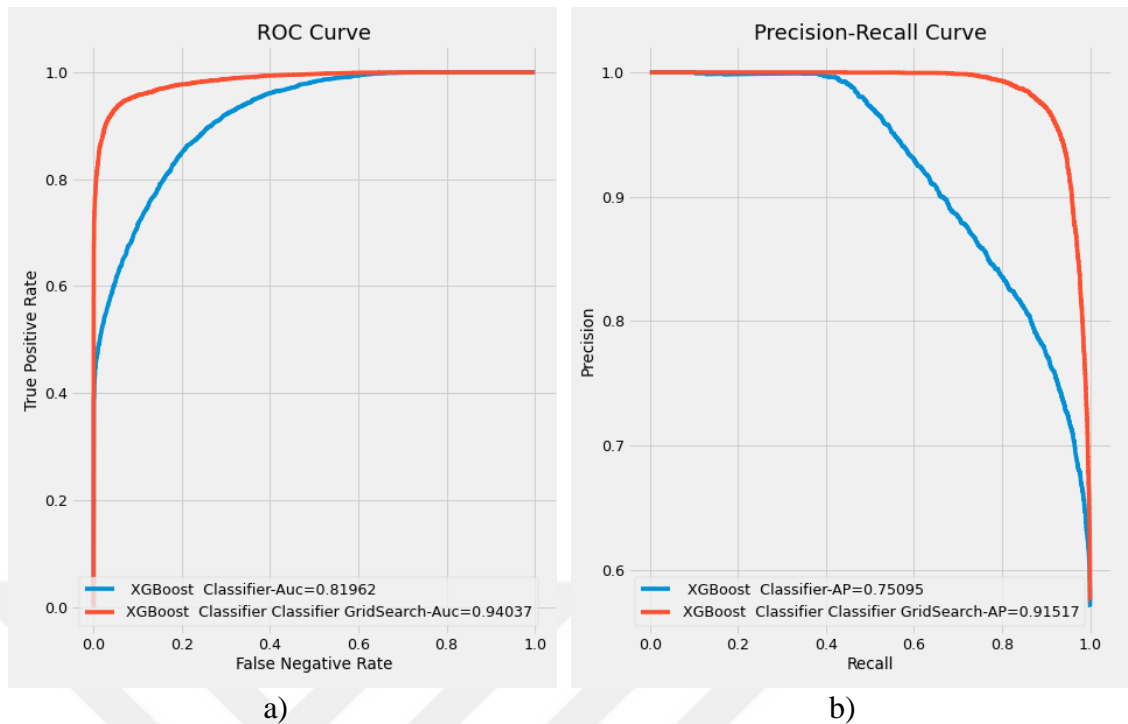 ROC Curve
1.0
0.8
0.6
0.4
0.2
0.0
True Positive Rate
XGBoost Classifier-Auc=0.81962
XGBoost Classifier Classifier GridSearch-Auc=0.94037
0.0 0.2 0.4 0.6 0.8 1.0
False Negative Rate
a)
Precision-Recall Curve
1.0
0.9
0.8
0.7
0.6
Precision
XGBoost Classifier-AP=0.75095
XGBoost Classifier Classifier GridSearch-AP=0.91517
0.0 0.2 0.4 0.6 0.8 1.0
Recall
b)